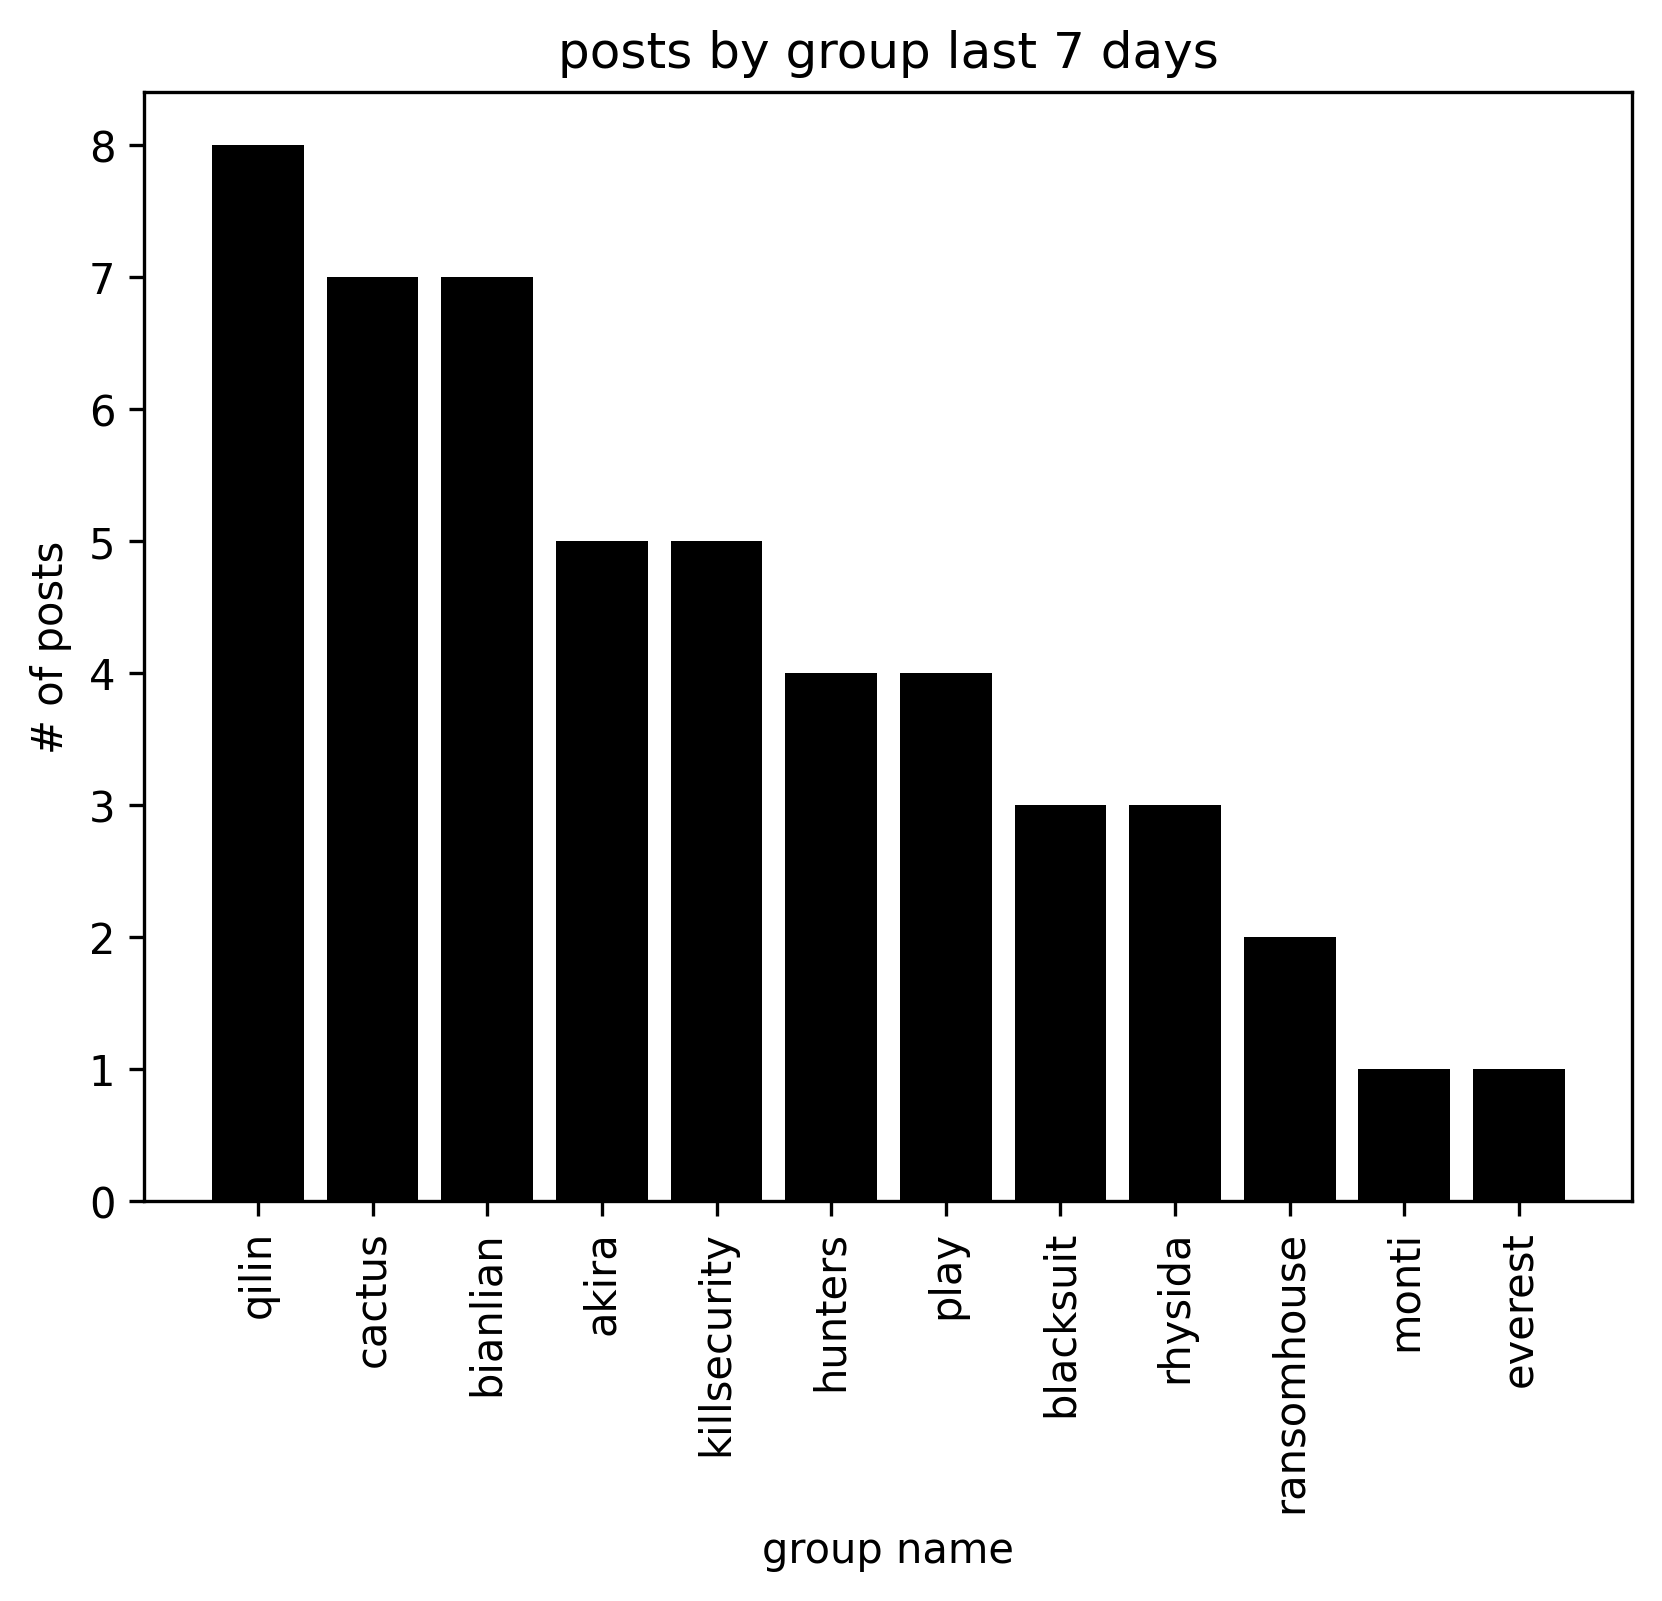 posts by group last 7 days
# of posts
8
7
6
5
4
3
2
1
0
qilin
cactus
bianlian
akira
killsecurity
hunters
play
blacksuit
rhysida
ransomhouse
monti
everest
group name